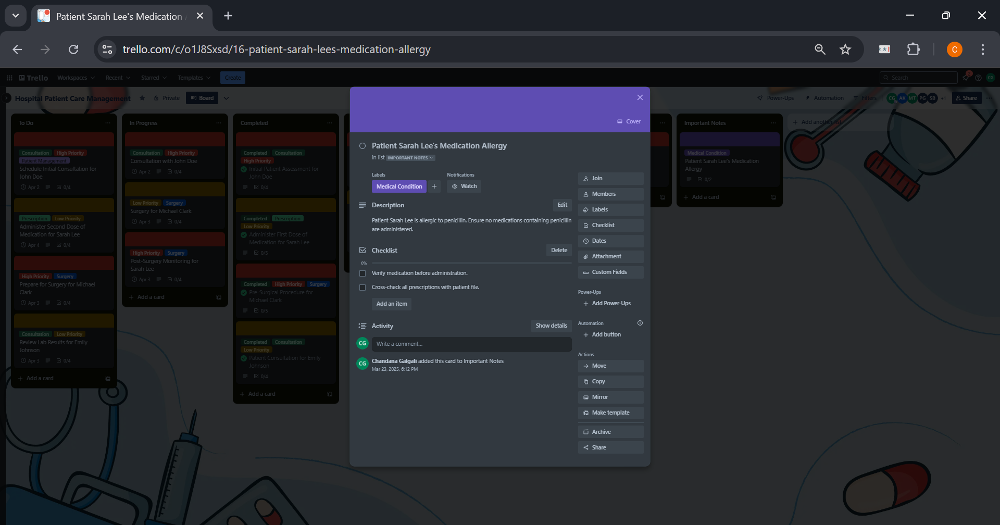 Patient Sarah Lee's Medication
trello.com/c/o1J8Sxsd/16-patient-sarah-lees-medication-allergy
C
Trello
Workspaces
Recent
Starred
Templates
Create
Search
2
CG
Hospital Patient Care Management
Private
Board
Power-Ups
Automation
Filters
CG
AK
MT
PG
SB
+1
Share
To Do
Consultation
High Priority
Patient Management
Schedule Initial Consultation for
John Doe
Apr 2
0/4
Prescription
Low Priority
Administer Second Dose of
Medication for Sarah Lee
Apr 4
0/4
High Priority
Surgery
Prepare for Surgery for Michael
Clark
Apr 3
0/4
Consultation
Low Priority
Review Lab Results for Emily
Johnson
Apr 3
0/4
+ Add a card
In Progress
Consultation
High Priority
Consultation with John Doe
Apr 2
0/4
Low Priority
Surgery
Surgery for Michael Clark
Apr 3
0/4
High Priority
Surgery
Post-Surgery Monitoring for
Sarah Lee
Apr 3
0/4
+ Add a card
Completed
Completed
Consultation
High Priority
Initial Patient Assessment for
John Doe
0/4
Completed
Prescription
Low Priority
Administer First Dose of
Medication for Sarah Lee
0/5
Completed
High Priority
Surgery
Pre-Surgical Procedure for
Michael Clark
0/5
Completed
Consultation
Low Priority
Patient Consultation for Emily
Johnson
0/4
+ Add a card
Cover
Patient Sarah Lee's Medication Allergy
in list IMPORTANT NOTES
Labels
Medical Condition
+
Notifications
Watch
Description
Edit
Patient Sarah Lee is allergic to penicillin. Ensure no medications containing penicillin
are administered.
Checklist
Delete
0%
Verify medication before administration.
Cross-check all prescriptions with patient file.
Add an item
Activity
Show details
CG
Write a comment...
CG
Chandana Galgali added this card to Important Notes
Mar 23, 2025, 6:12 PM
Join
Members
Labels
Checklist
Dates
Attachment
Custom Fields
Power-Ups
+ Add Power-Ups
Automation
+ Add button
Actions
Move
Copy
Mirror
Make template
Archive
Share
Important Notes
Medical Condition
Patient Sarah Lee's Medication
Allergy
0/2
+ Add a card
+ Add another list